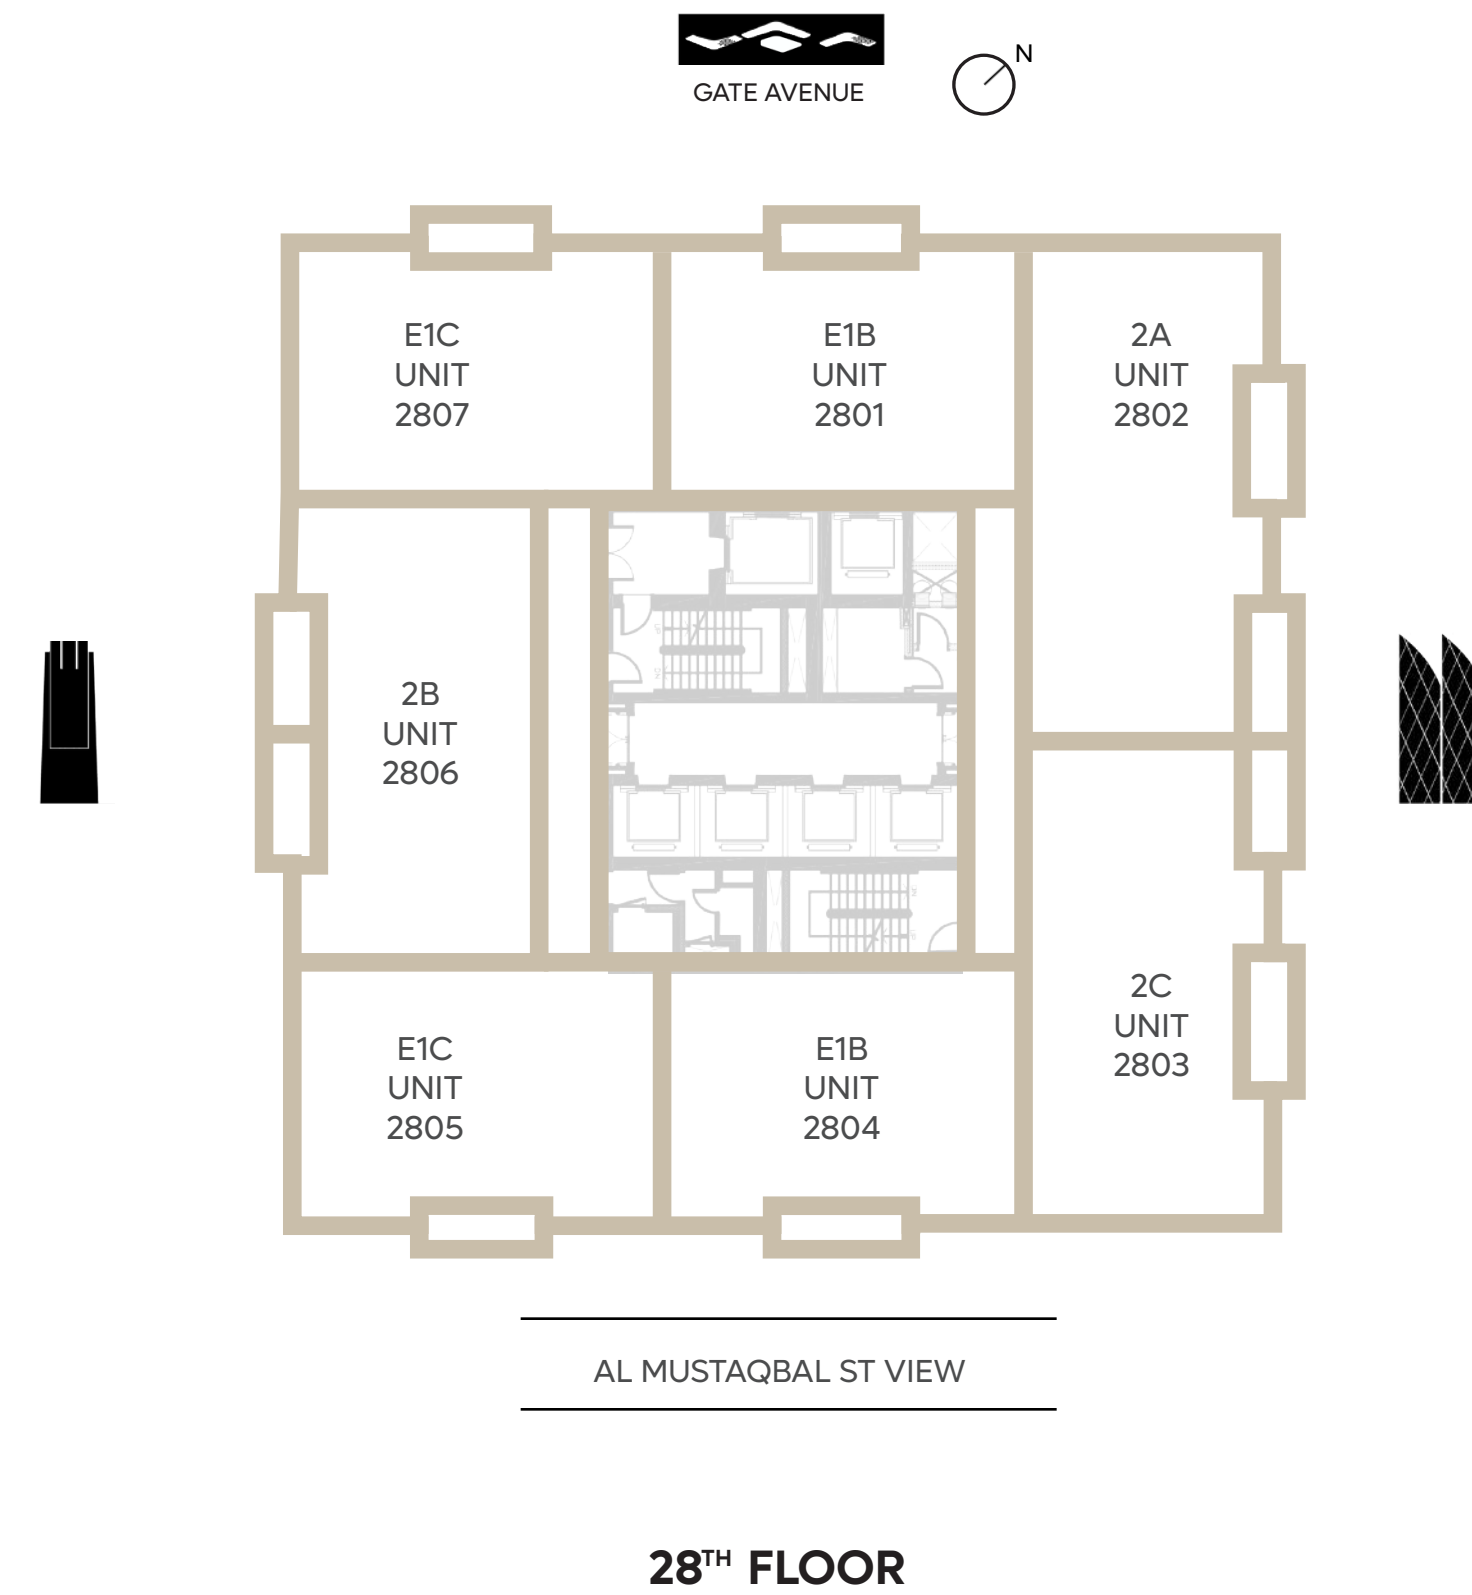 GATE AVENUE
N
E1C
UNIT
2807
E1B
UNIT
2801
2A
UNIT
2802
2B
UNIT
2806
2C
UNIT
2803
E1C
UNIT
2805
E1B
UNIT
2804
AL MUSTAQBAL ST VIEW
28TH FLOOR